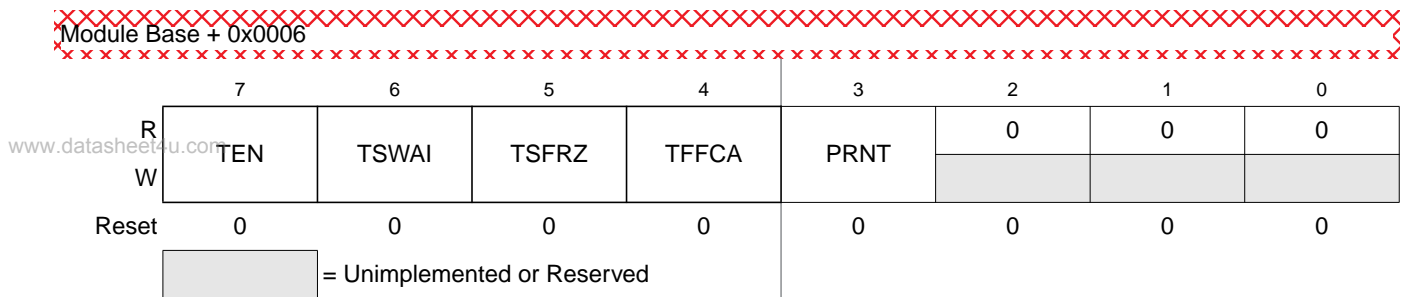 Module Base + 0x0006
7 6 5 4 3 2 1 0
R 0 0 0
www.datasheet4u.com TEN TSWAI TSFRZ TFFCA PRNT
W
Reset 0 0 0 0 0 0 0 0
= Unimplemented or Reserved